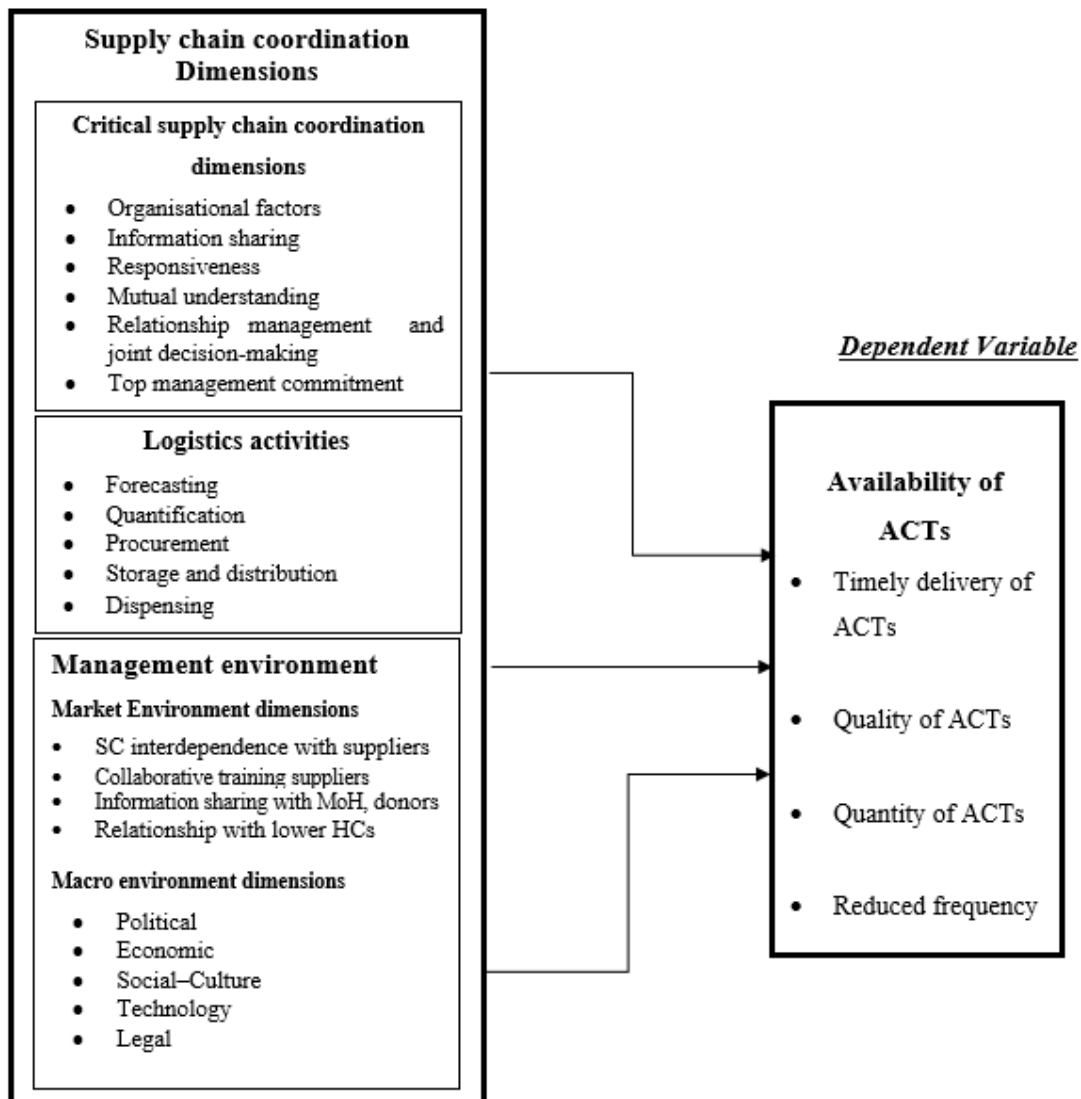 Supply chain coordination
Dimensions
Critical supply chain coordination
dimensions
● Organisational factors
● Information sharing
● Responsiveness
● Mutual understanding
● Relationship management and
joint decision-making
● Top management commitment
Logistics activities
● Forecasting
● Quantification
● Procurement
● Storage and distribution
● Dispensing
Management environment
Market Environment dimensions
• SC interdependence with suppliers
• Collaborative training suppliers
• Information sharing with MoH, donors
• Relationship with lower HCs
Macro environment dimensions
● Political
● Economic
● Social–Culture
● Technology
● Legal
Dependent Variable
Availability of
ACTs
• Timely delivery of
ACTs
• Quality of ACTs
• Quantity of ACTs
• Reduced frequency